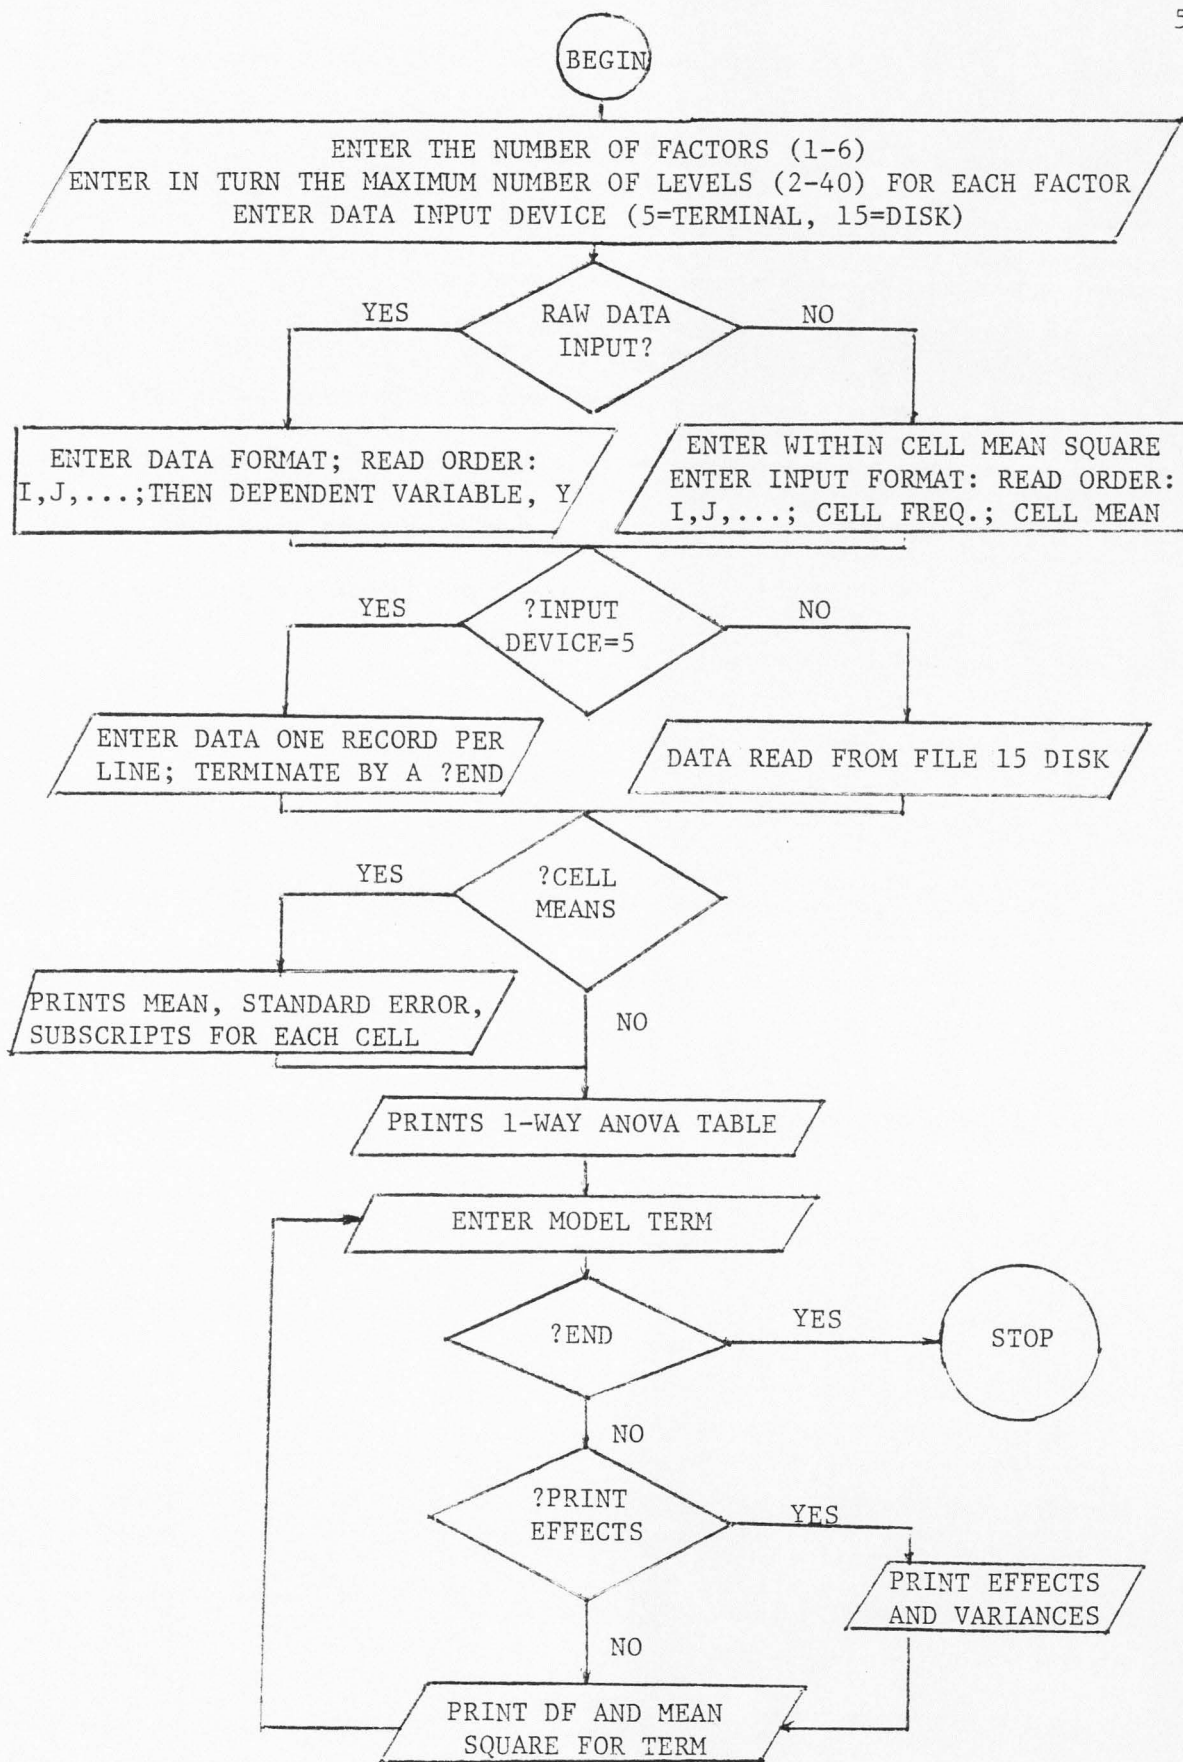 5
BEGIN
ENTER THE NUMBER OF FACTORS (1-6)
ENTER IN TURN THE MAXIMUM NUMBER OF LEVELS (2-40) FOR EACH FACTOR
ENTER DATA INPUT DEVICE (5=TERMINAL, 15=DISK)
YES
RAW DATA
INPUT?
NO
ENTER DATA FORMAT; READ ORDER:
I,J,...;THEN DEPENDENT VARIABLE, Y
ENTER WITHIN CELL MEAN SQUARE
ENTER INPUT FORMAT: READ ORDER:
I,J,...; CELL FREQ.; CELL MEAN
YES
?INPUT
DEVICE=5
NO
ENTER DATA ONE RECORD PER
LINE; TERMINATE BY A ?END
DATA READ FROM FILE 15 DISK
YES
?CELL
MEANS
PRINTS MEAN, STANDARD ERROR,
SUBSCRIPTS FOR EACH CELL
NO
PRINTS 1-WAY ANOVA TABLE
ENTER MODEL TERM
?END
YES
STOP
NO
?PRINT
EFFECTS
YES
PRINT EFFECTS
AND VARIANCES
NO
PRINT DF AND MEAN
SQUARE FOR TERM